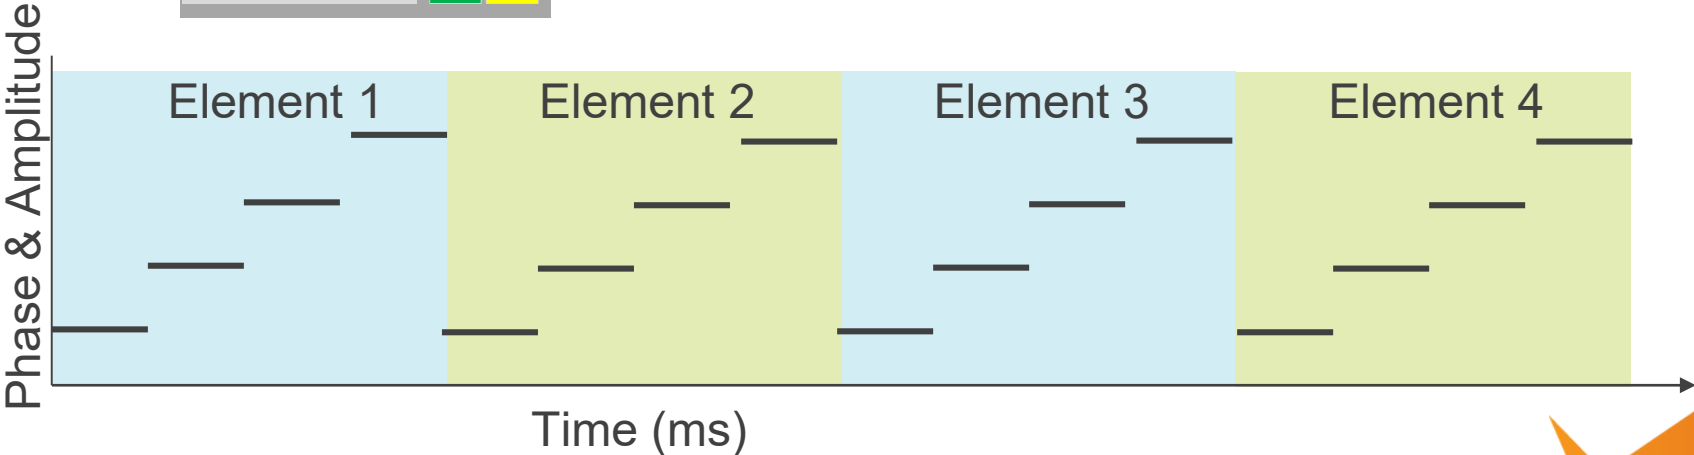 Phase & Amplitude
Element 1
Element 2
Element 3
Element 4
Time (ms)